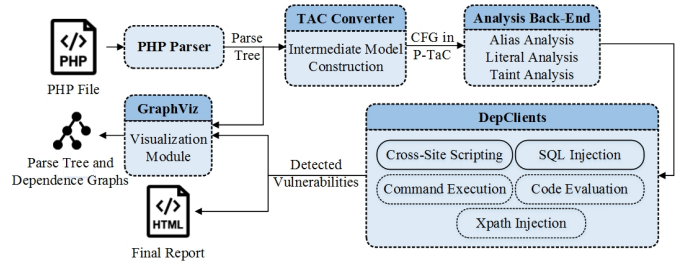 PHP
PHP File
PHP Parser
Parse
Tree
TAC Converter
Intermediate Model
Construction
CFG in
P-TaC
Analysis Back-End
Alias Analysis
Literal Analysis
Taint Analysis
GraphViz
Visualization
Module
Parse Tree and
Dependence Graphs
HTML
Final Report
Detected
Vulnerabilities
DepClients
Cross-Site Scripting
SQL Injection
Command Execution
Code Evaluation
Xpath Injection